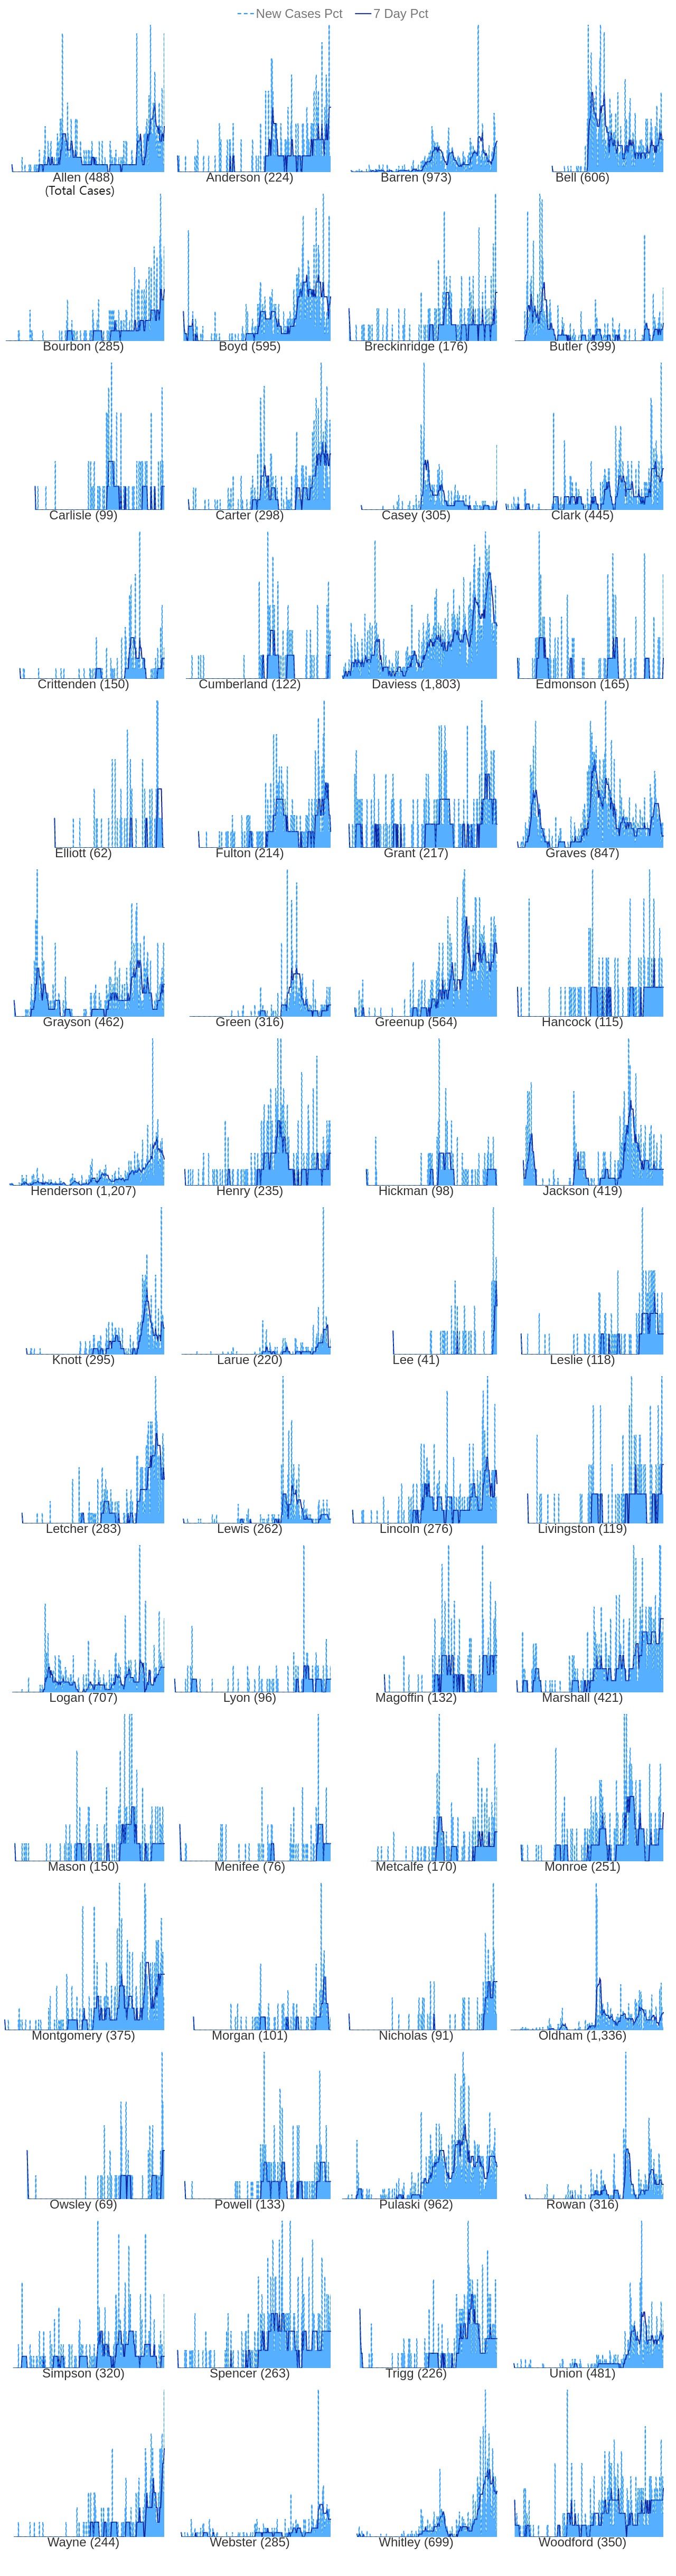 New Cases Pct 7 Day Pct
Allen (488) Anderson (224) Barren (973) Bell (606)
(Total Cases)
Bourbon (285) Boyd (595) Breckinridge (176) Butler (399)
Carlisle (99) Carter (298) Casey (305) Clark (445)
Crittenden (150) Cumberland (122) Daviess (1,803) Edmonson (165)
Elliott (62) Fulton (214) Grant (217) Graves (847)
Grayson (462) Green (316) Greenup (564) Hancock (115)
Henderson (1,207) Henry (235) Hickman (98) Jackson (419)
Knott (295) Larue (220) Lee (41) Leslie (118)
Letcher (283) Lewis (262) Lincoln (276) Livingston (119)
Logan (707) Lyon (96) Magoffin (132) Marshall (421)
Mason (150) Menifee (76) Metcalfe (170) Monroe (251)
Montgomery (375) Morgan (101) Nicholas (91) Oldham (1,336)
Owsley (69) Powell (133) Pulaski (962) Rowan (316)
Simpson (320) Spencer (263) Trigg (226) Union (481)
Wayne (244) Webster (285) Whitley (699) Woodford (350)